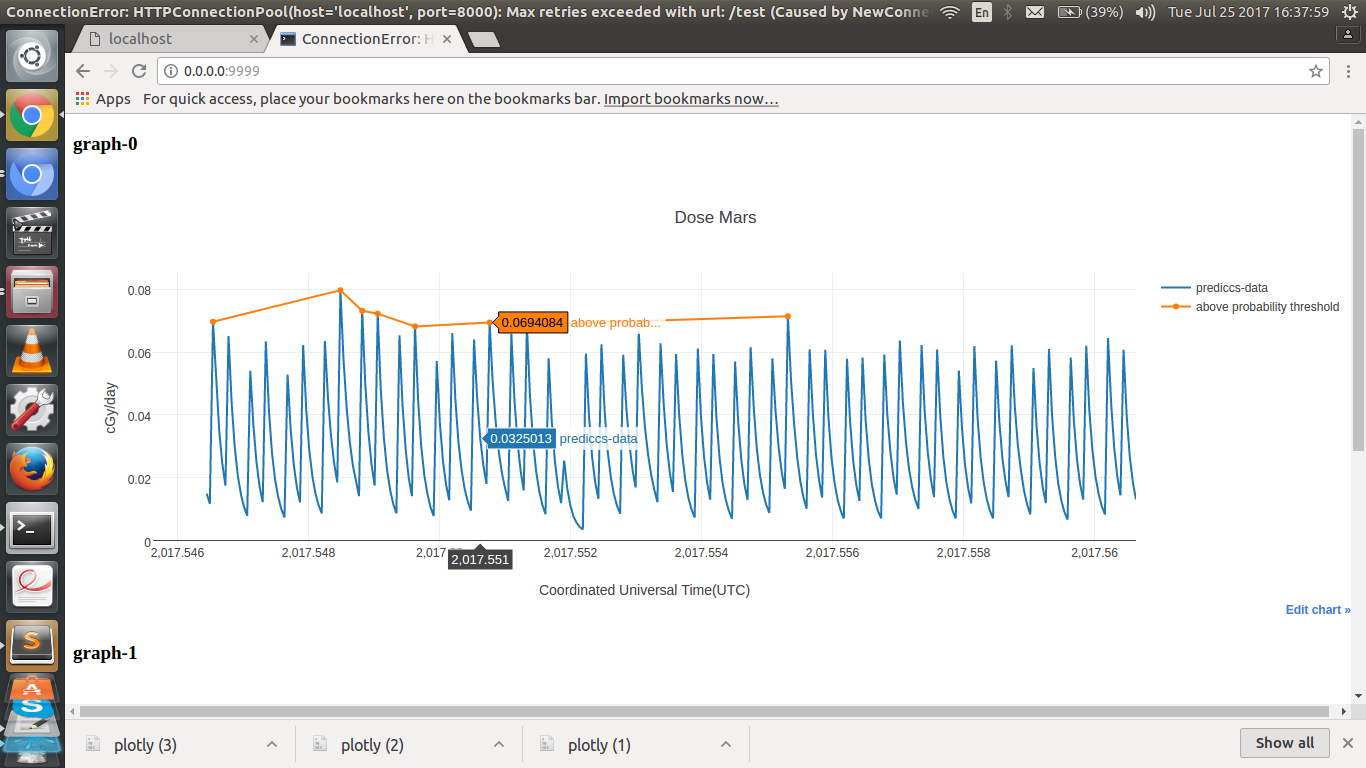 ConnectionError: HTTPConnectionPool(host='localhost', port=8000): Max retries exceeded with url: /test (Caused by NewConne
En
(39%)
Tue Jul 25 2017 16:37:59
localhost
ConnectionError: H
0.0.0.0:9999
Apps
For quick access, place your bookmarks here on the bookmarks bar. Import bookmarks now…
graph-0
Dose Mars
prediccs-data
above probability threshold
0.08
0.06
0.04
0.02
0
cGy/day
0.0694084
above probab...
0.0325013
prediccs-data
2,017.546
2,017.548
2,017.
2,017.551
2,017.552
2,017.554
2,017.556
2,017.558
2,017.56
Coordinated Universal Time(UTC)
Edit chart »
graph-1
plotly (3)
plotly (2)
plotly (1)
Show all